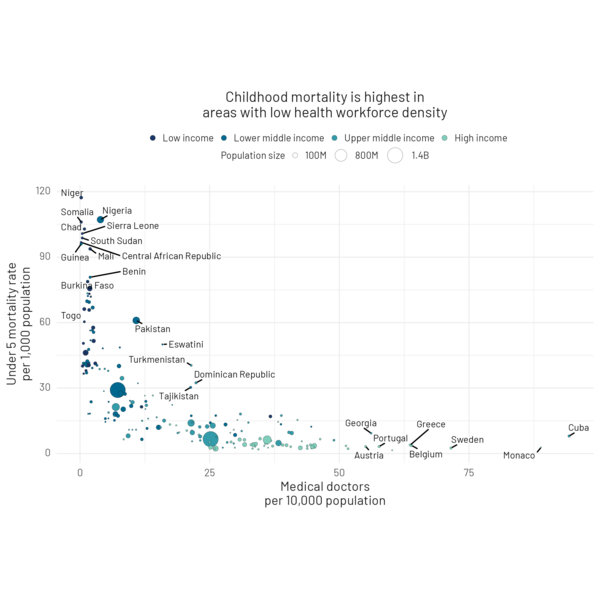 Childhood mortality is highest in
areas with low health workforce density
Low income Lower middle income Upper middle income High income
Population size 100M 800M 1.4B
120
90
60
30
0
Under 5 mortality rate
per 1,000 population
Niger
Somalia
Nigeria
Chad
Sierra Leone
South Sudan
Guinea
Mali
Central African Republic
Benin
Burkina Faso
Togo
Pakistan
Eswatini
Turkmenistan
Dominican Republic
Tajikistan
Georgia
Greece
Cuba
Portugal
Sweden
Austria
Belgium
Monaco
0 25 50 75
Medical doctors
per 10,000 population